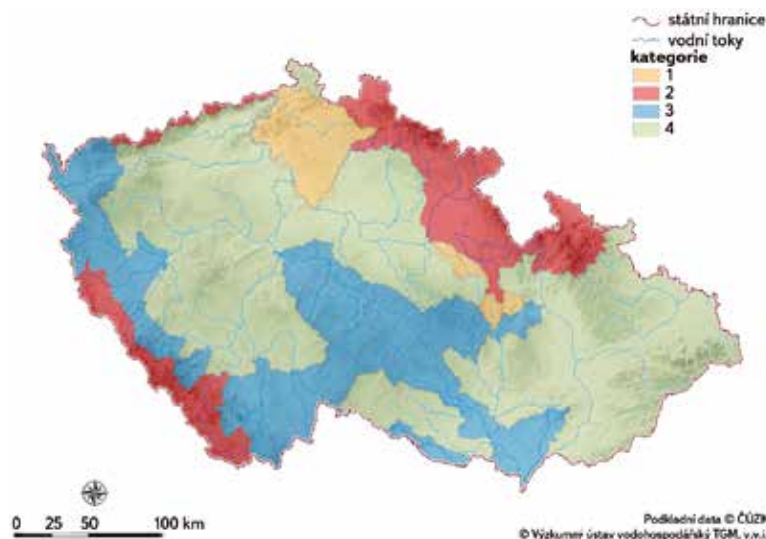 státní hranice
vodní toky
kategorie
1
2
3
4
0 25 50 100 km
Podkladní data © ČÚZK
© Výzkumný ústav vodohospodářský TGM, v.v.i.